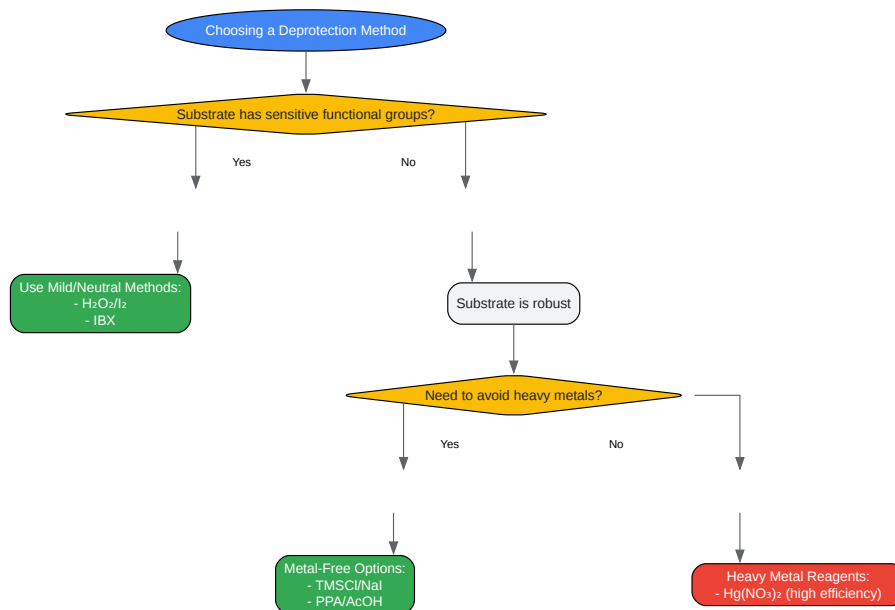 Choosing a Deprotection Method
Substrate has sensitive functional groups?
Yes
No
Use Mild/Neutral Methods:
- H₂O₂/I₂
- IBX
Substrate is robust
Need to avoid heavy metals?
Yes
No
Metal-Free Options:
- TMSCl/NaI
- PPA/AcOH
Heavy Metal Reagents:
- Hg(NO₃)₂ (high efficiency)